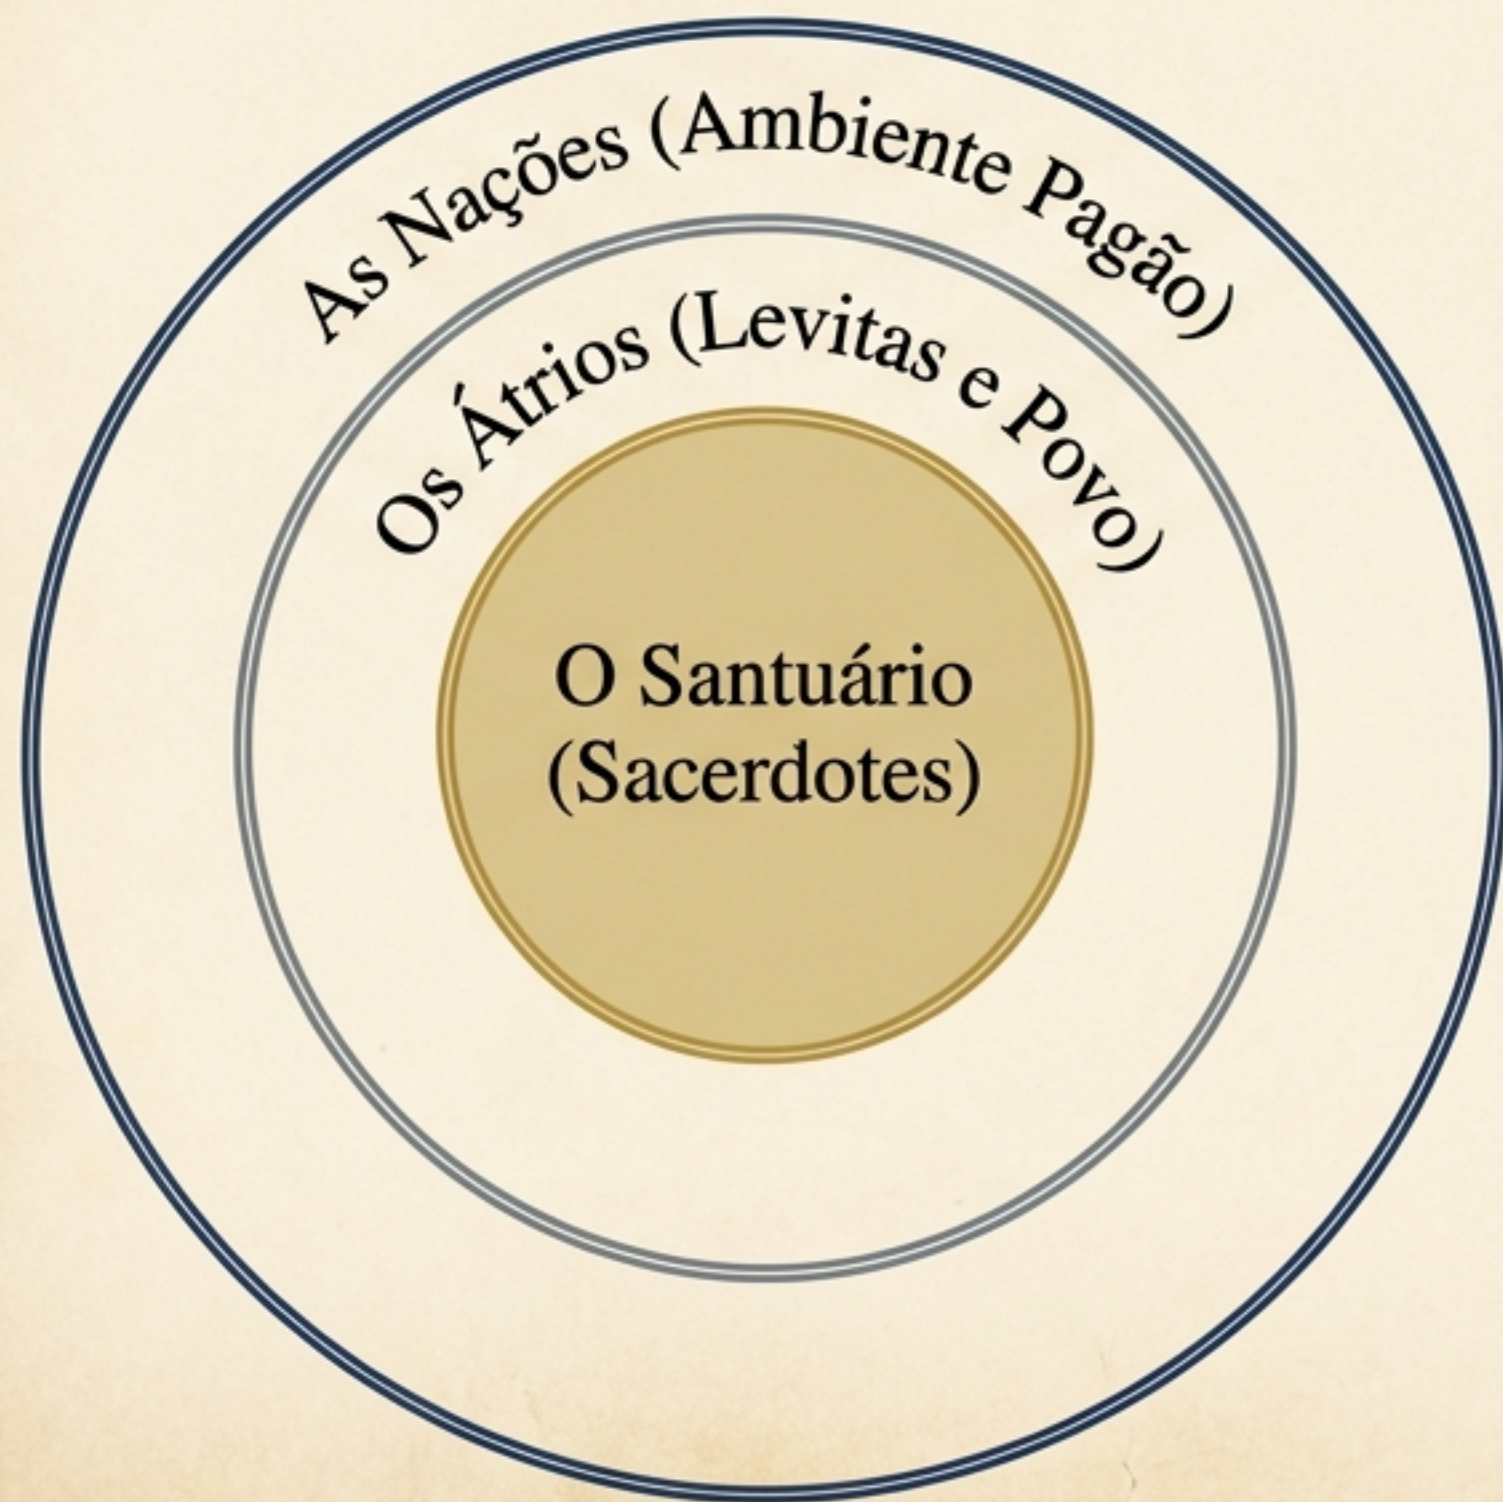 As Nações (Ambiente Pagão)
Os Átrios (Levitas e Povo)
O Santuário
(Sacerdotes)